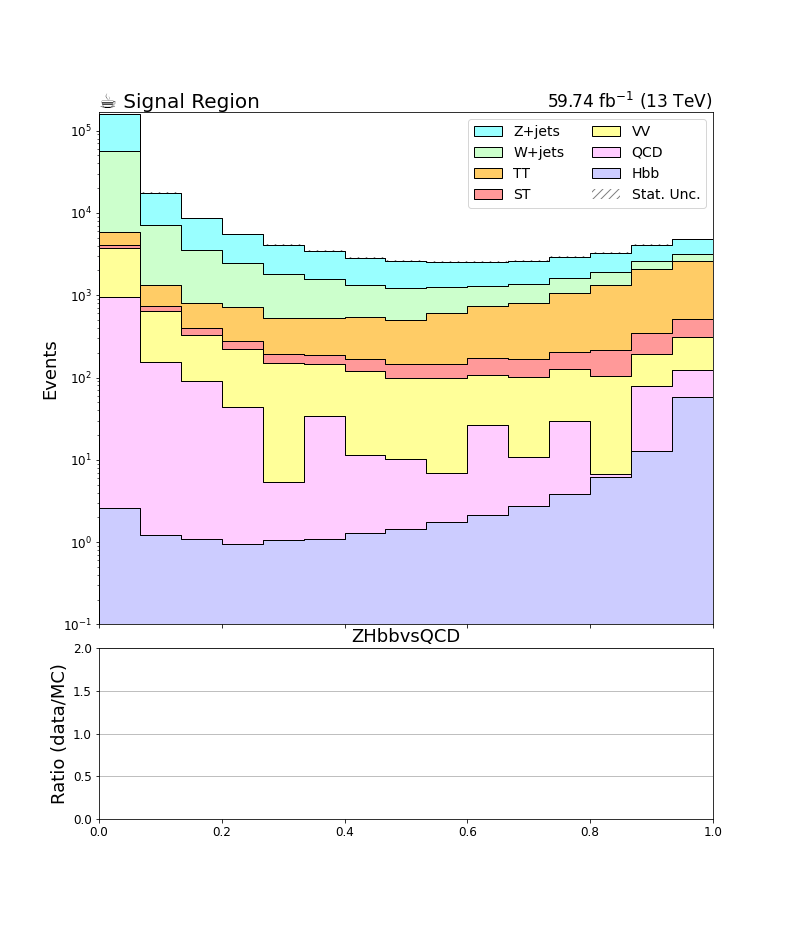 ☕ Signal Region
59.74 fb⁻¹ (13 TeV)
Z+jets
W+jets
TT
ST
VV
QCD
Hbb
Stat. Unc.
Events
10⁵
10⁴
10³
10²
10¹
10⁰
10⁻¹
ZHbbvsQCD
Ratio (data/MC)
2.0
1.5
1.0
0.5
0.0
0.0 0.2 0.4 0.6 0.8 1.0